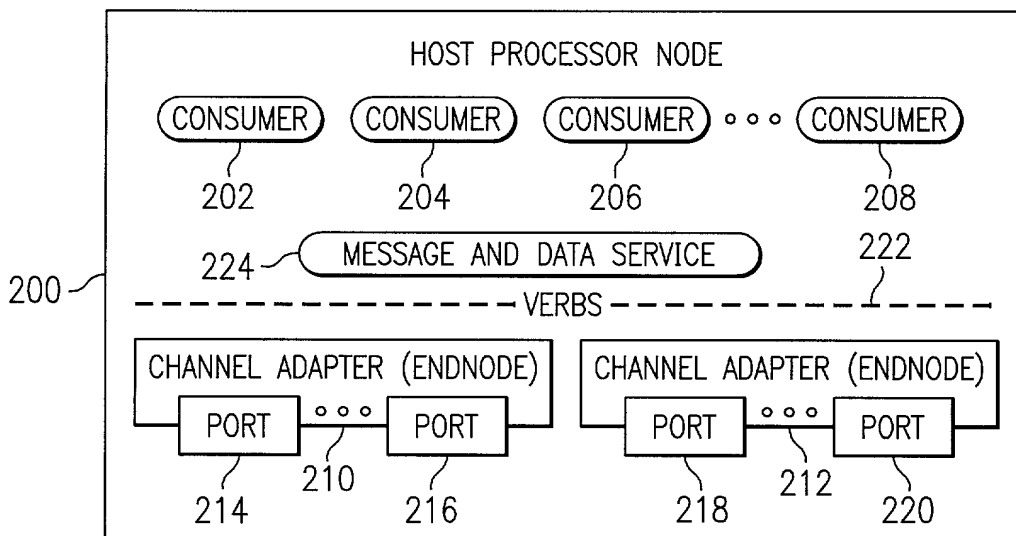 HOST PROCESSOR NODE
CONSUMER CONSUMER CONSUMER CONSUMER
202 204 206 208
224 MESSAGE AND DATA SERVICE 222
200
VERBS
CHANNEL ADAPTER (ENDNODE) CHANNEL ADAPTER (ENDNODE)
PORT PORT PORT PORT
210 212
214 216 218 220